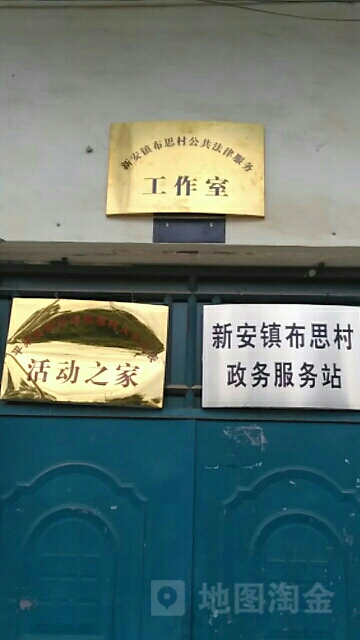 新安镇布思村公共法律服务
工作室
活动之家
新安镇布思村
政务服务站
地图淘金